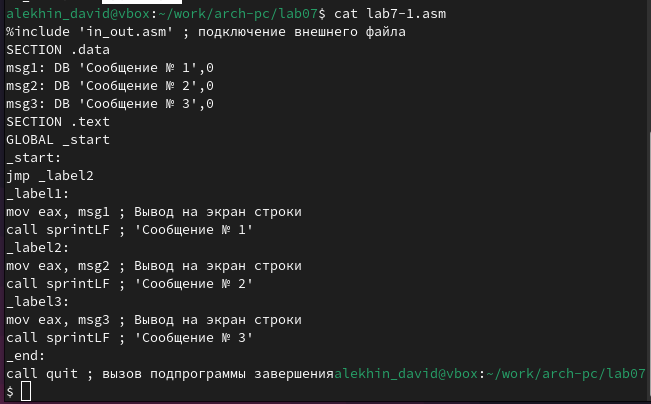 alekhin_david@vbox:~/work/arch-pc/lab07$ cat lab7-1.asm
%include 'in_out.asm' ; подключение внешнего файла
SECTION .data
msg1: DB 'Сообщение № 1',0
msg2: DB 'Сообщение № 2',0
msg3: DB 'Сообщение № 3',0
SECTION .text
GLOBAL _start
_start:
jmp _label2
_label1:
mov eax, msg1 ; Вывод на экран строки
call sprintLF ; 'Сообщение № 1'
_label2:
mov eax, msg2 ; Вывод на экран строки
call sprintLF ; 'Сообщение № 2'
_label3:
mov eax, msg3 ; Вывод на экран строки
call sprintLF ; 'Сообщение № 3'
_end:
call quit ; вызов подпрограммы завершенияalekhin_david@vbox:~/work/arch-pc/lab07
$